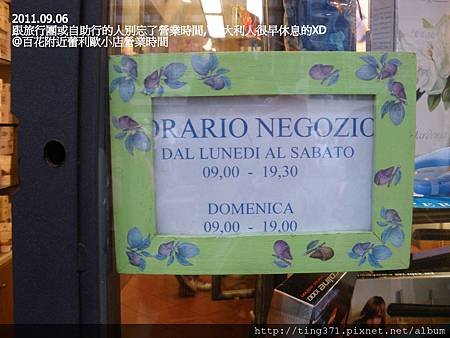 2011.09.06
跟旅行團或自助行的人別忘了營業時間,
大利人很早休息的XD
@百花附近蕾莉歐小店營業時間
ORARIO NEGOZIO
DAL LUNEDI AL SABATO
09,00 - 19,30
DOMENICA
09,00 - 19.00
http://ting371.pixnet.net/album